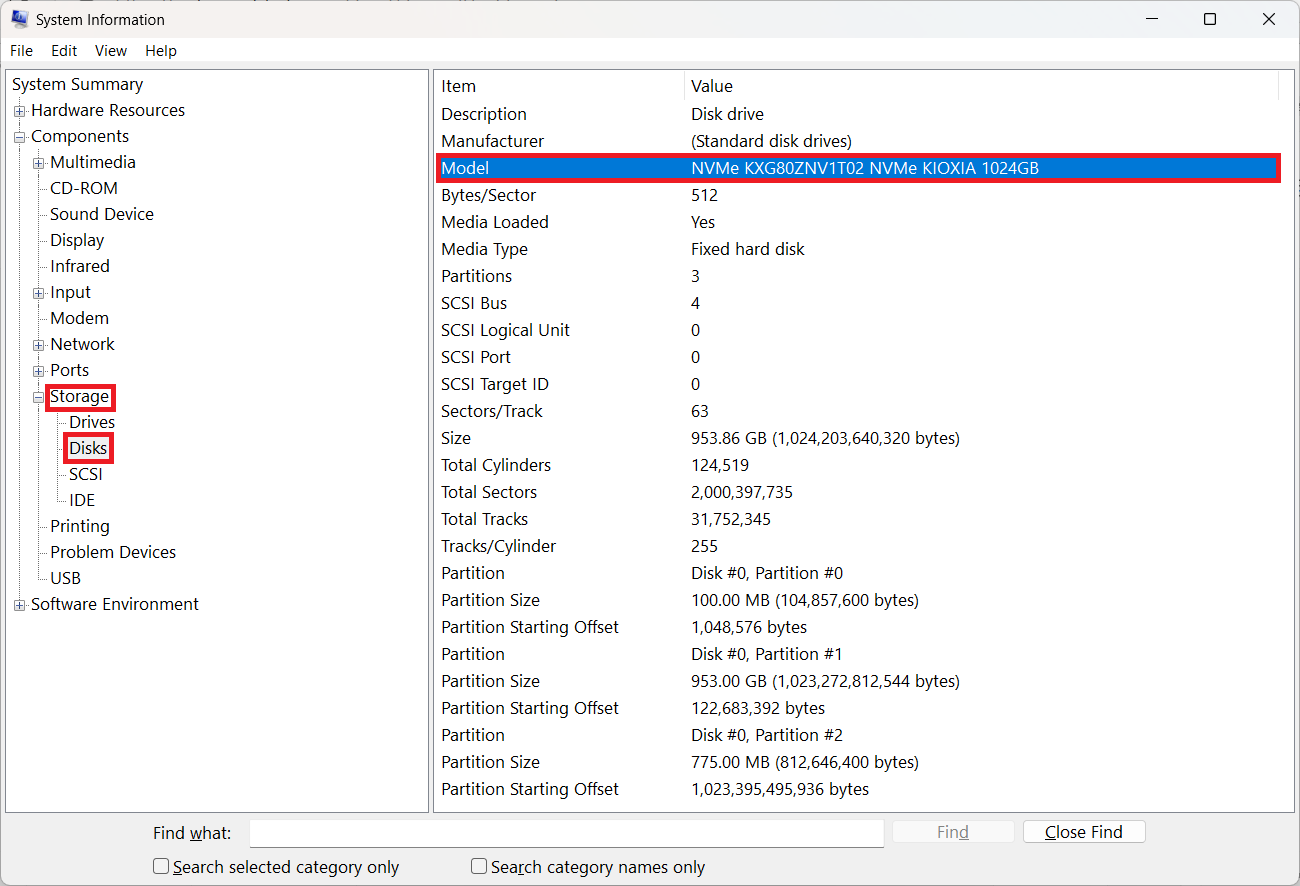 System Information
File Edit View Help
System Summary
Hardware Resources
Components
Multimedia
CD-ROM
Sound Device
Display
Infrared
Input
Modem
Network
Ports
Storage
Drives
Disks
SCSI
IDE
Printing
Problem Devices
USB
Software Environment
Item Value
Description Disk drive
Manufacturer (Standard disk drives)
Model NVMe KXG80ZNV1T02 NVMe KIOXIA 1024GB
Bytes/Sector 512
Media Loaded Yes
Media Type Fixed hard disk
Partitions 3
SCSI Bus 4
SCSI Logical Unit 0
SCSI Port 0
SCSI Target ID 0
Sectors/Track 63
Size 953.86 GB (1,024,203,640,320 bytes)
Total Cylinders 124,519
Total Sectors 2,000,397,735
Total Tracks 31,752,345
Tracks/Cylinder 255
Partition Disk #0, Partition #0
Partition Size 100.00 MB (104,857,600 bytes)
Partition Starting Offset 1,048,576 bytes
Partition Disk #0, Partition #1
Partition Size 953.00 GB (1,023,272,812,544 bytes)
Partition Starting Offset 122,683,392 bytes
Partition Disk #0, Partition #2
Partition Size 775.00 MB (812,646,400 bytes)
Partition Starting Offset 1,023,395,495,936 bytes
Find what: Find Close Find
Search selected category only Search category names only